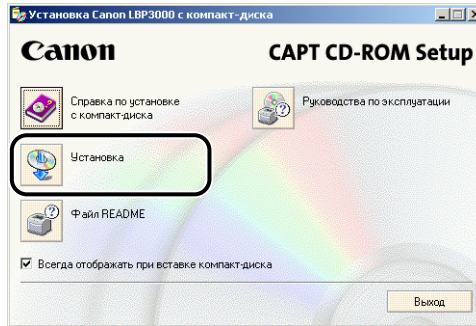 Установка Canon LBP3000 с компакт-диска
Canon
CAPT CD-ROM Setup
Справка по установке
с компакт-диска
Руководства по эксплуатации
Установка
Файл README
Всегда отображать при вставке компакт-диска
Выход